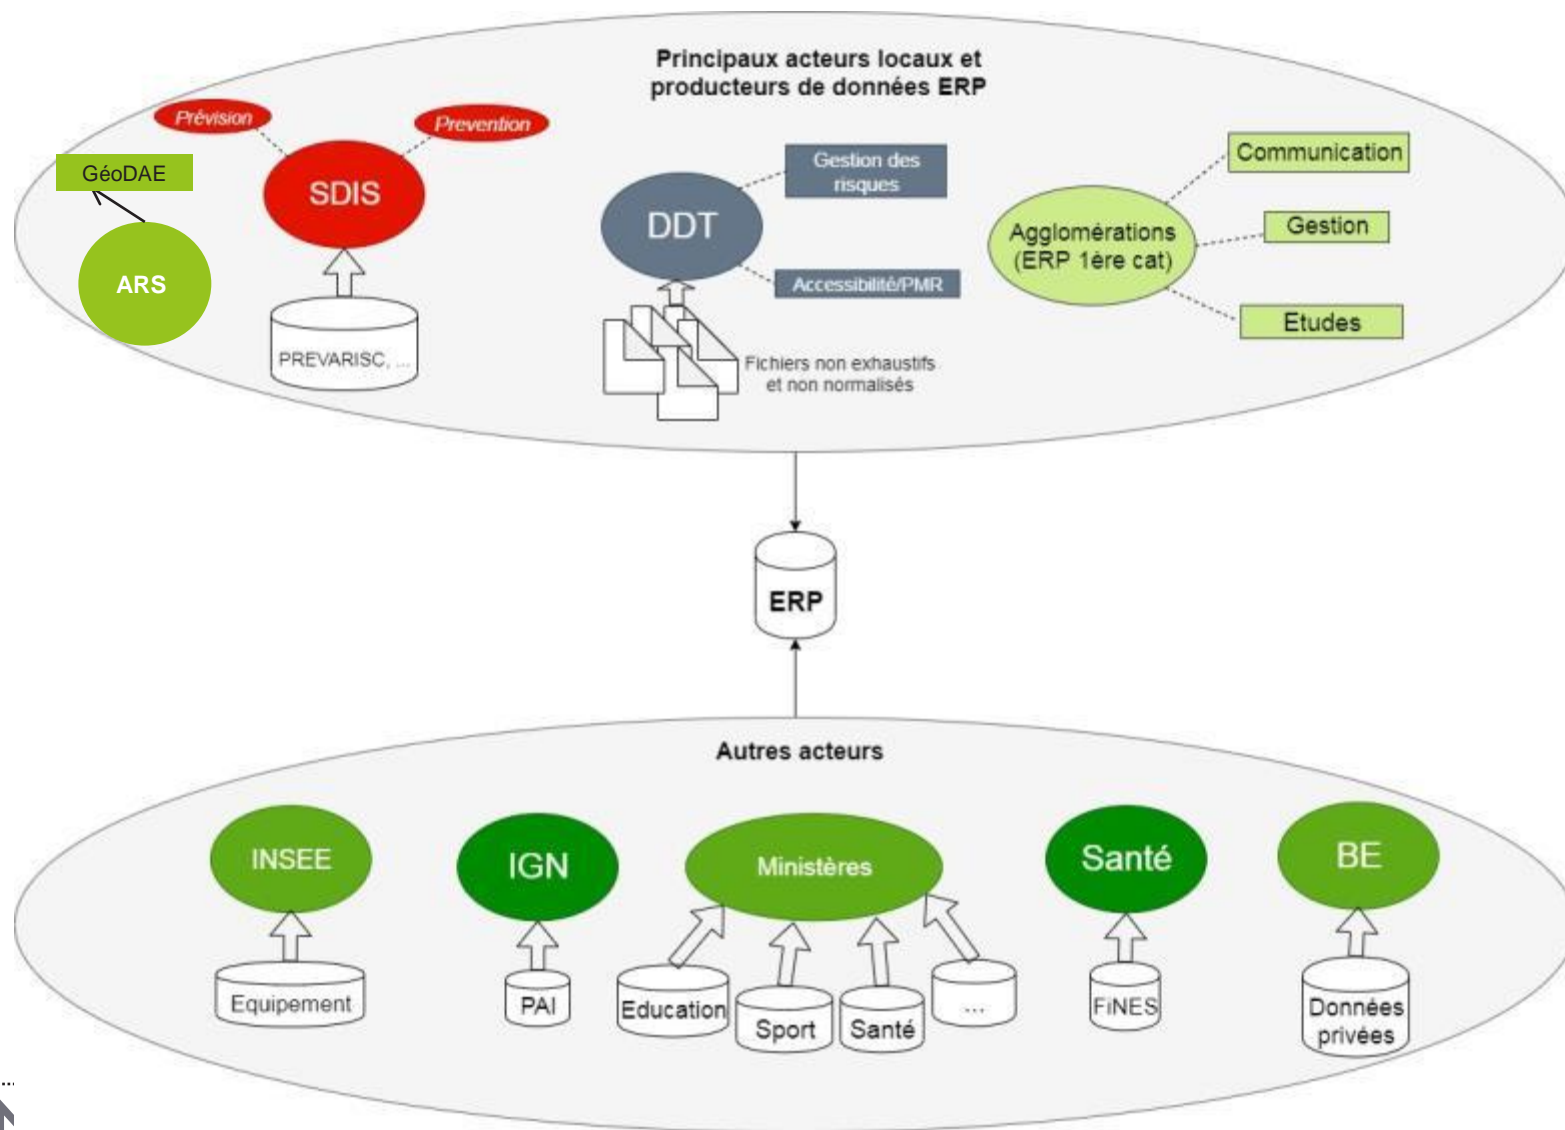 Principaux acteurs locaux et
producteurs de données ERP
Prévision
Prevention
GéoDAE
SDIS
ARS
PREVARISC, ...
DDT
Gestion des
risques
Accessibilité/PMR
Fichiers non exhaustifs
et non normalisés
Agglomérations
(ERP 1ère cat)
Communication
Gestion
Etudes
ERP
Autres acteurs
INSEE
IGN
Ministères
Santé
BE
Equipement
PAI
Education
Sport
Santé
...
FiNES
Données
privées